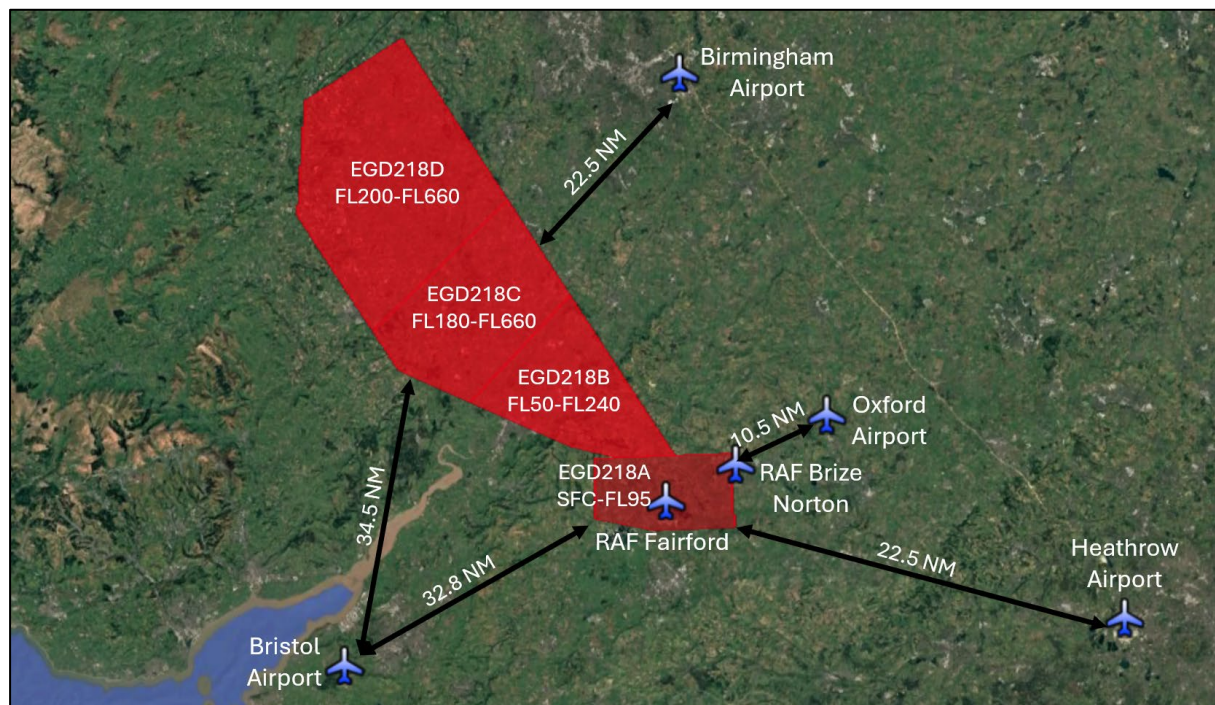 Birmingham
Airport
22.5 NM
EGD218D
FL200-FL660
EGD218C
FL180-FL660
EGD218B
FL50-FL240
10.5 NM
Oxford
Airport
EGD218A
SFC-FL95
RAF Brize
Norton
RAF Fairford
34.5 NM
32.8 NM
22.5 NM
Heathrow
Airport
Bristol
Airport